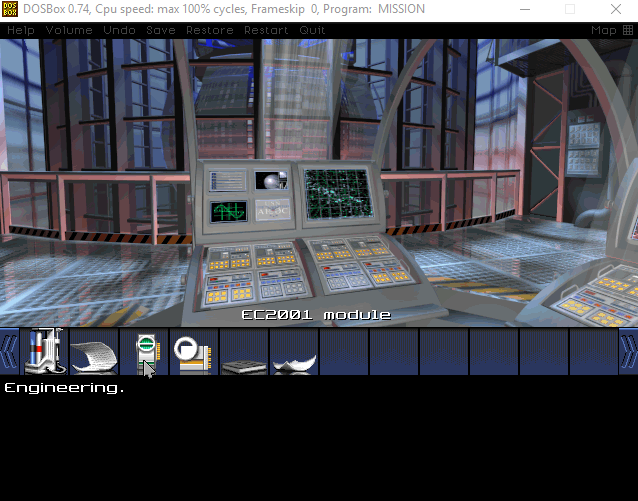 DOSBox 0.74, Cpu speed: max 100% cycles, Frameskip 0, Program: MISSION
Help Volume Undo Save Restore Restart Quit Map
EC2001 module
Engineering.